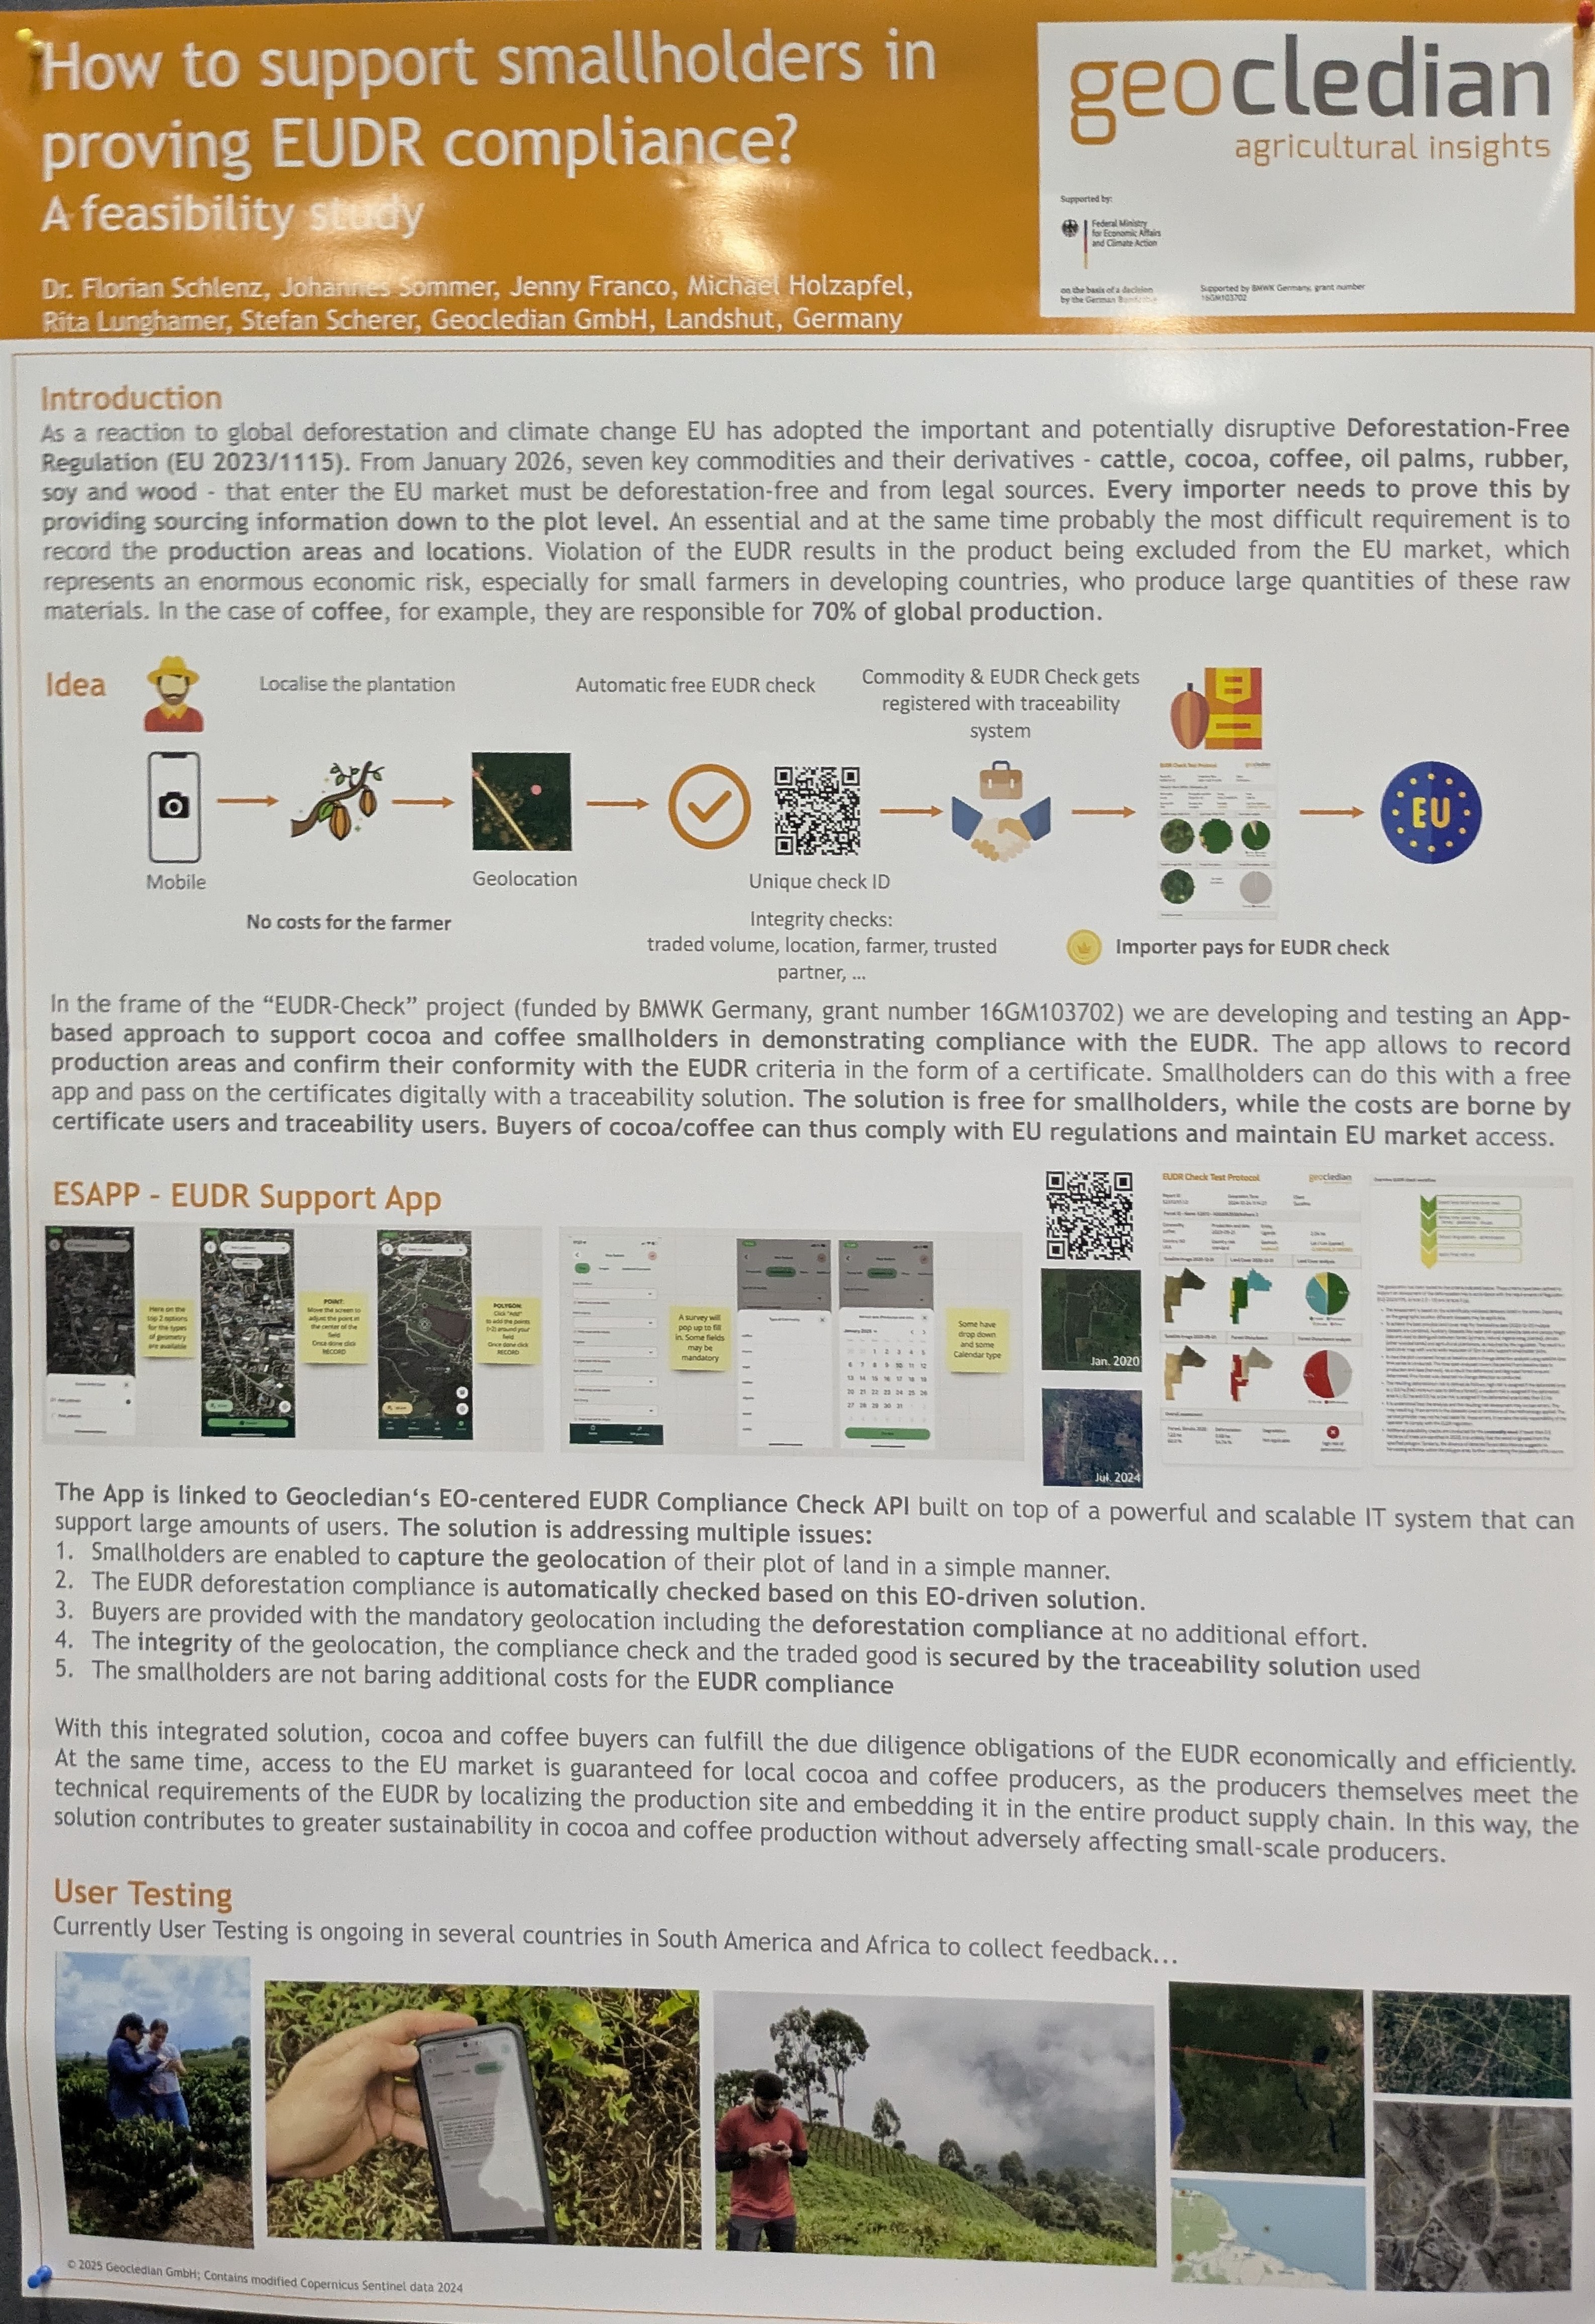 How to support smallholders in
proving EUDR compliance?
A feasibility study
Dr. Florian Schlenz, Johannes Sommer, Jenny Franco, Michael Holzapfel,
Rita Lunghamer, Stefan Scherer, Geocledian GmbH, Landshut, Germany
geocledian
agricultural insights
Supported by:
Federal Ministry
for Economic Affairs
and Climate Action
on the basis of a decision
by the German
Supported by BMWK Germany, grant number
16GM103702
Introduction
As a reaction to global deforestation and climate change EU has adopted the important and potentially disruptive Deforestation-Free
Regulation (EU 2023/1115). From January 2026, seven key commodities and their derivatives - cattle, cocoa, coffee, oil palms, rubber,
soy and wood - that enter the EU market must be deforestation-free and from legal sources. Every importer needs to prove this by
providing sourcing information down to the plot level. An essential and at the same time probably the most difficult requirement is to
record the production areas and locations. Violation of the EUDR results in the product being excluded from the EU market, which
represents an enormous economic risk, especially for small farmers in developing countries, who produce large quantities of these raw
materials. In the case of coffee, for example, they are responsible for 70% of global production.
Idea
Localise the plantation
Automatic free EUDR check
Commodity & EUDR Check gets
registered with traceability
system
EU
Mobile
Geolocation
Unique check ID
No costs for the farmer
Integrity checks:
traded volume, location, farmer, trusted
partner, ...
Importer pays for EUDR check
In the frame of the “EUDR-Check” project (funded by BMWK Germany, grant number 16GM103702) we are developing and testing an App-
based approach to support cocoa and coffee smallholders in demonstrating compliance with the EUDR. The app allows to record
production areas and confirm their conformity with the EUDR criteria in the form of a certificate. Smallholders can do this with a free
app and pass on the certificates digitally with a traceability solution. The solution is free for smallholders, while the costs are borne by
certificate users and traceability users. Buyers of cocoa/coffee can thus comply with EU regulations and maintain EU market access.
ESAPP - EUDR Support App
Here on the
top 2 options
for the types
of geometry
are available
POINT:
Move the screen to
adjust the point at
the center of the
field
Once done click
RECORD
POLYGON:
Click "Add"
to add the points
around your
field
Once done click
RECORD
A survey will
pop up to fill
in. Some fields
may be
mandatory
Some have
drop down
and some
Calendar type
Jan. 2020
Jul. 2024
EUDR Check Test Protocol
geocledian
The App is linked to Geocledian‘s EO-centered EUDR Compliance Check API built on top of a powerful and scalable IT system that can
support large amounts of users. The solution is addressing multiple issues:
1. Smallholders are enabled to capture the geolocation of their plot of land in a simple manner.
2. The EUDR deforestation compliance is automatically checked based on this EO-driven solution.
3. Buyers are provided with the mandatory geolocation including the deforestation compliance at no additional effort.
4. The integrity of the geolocation, the compliance check and the traded good is secured by the traceability solution used
5. The smallholders are not baring additional costs for the EUDR compliance
With this integrated solution, cocoa and coffee buyers can fulfill the due diligence obligations of the EUDR economically and efficiently.
At the same time, access to the EU market is guaranteed for local cocoa and coffee producers, as the producers themselves meet the
technical requirements of the EUDR by localizing the production site and embedding it in the entire product supply chain. In this way, the
solution contributes to greater sustainability in cocoa and coffee production without adversely affecting small-scale producers.
User Testing
Currently User Testing is ongoing in several countries in South America and Africa to collect feedback...
© 2025 Geocledian GmbH; Contains modified Copernicus Sentinel data 2024